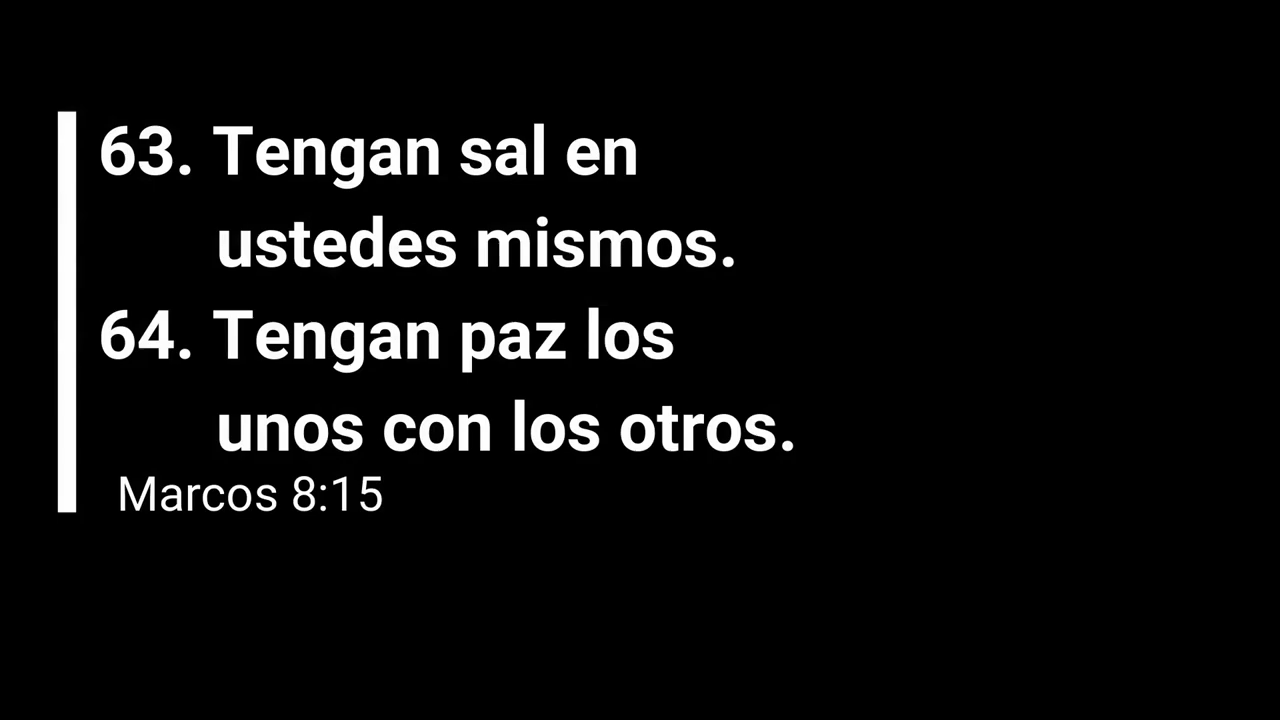 63. Tengan sal en
ustedes mismos.
64. Tengan paz los
unos con los otros.
Marcos 8:15